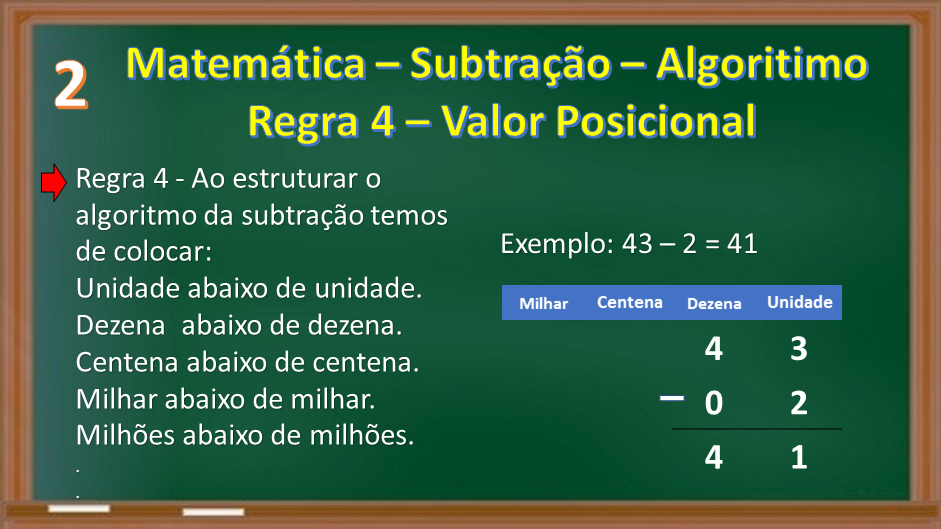 2
Matemática – Subtração – Algoritimo
Regra 4 – Valor Posicional
Regra 4 - Ao estruturar o
algoritmo da subtração temos
de colocar:
Unidade abaixo de unidade.
Dezena  abaixo de dezena.
Centena abaixo de centena.
Milhar abaixo de milhar.
Milhões abaixo de milhões.
.
.
Exemplo: 43 – 2 = 41
Milhar Centena Dezena Unidade
4 3
– 0 2
4 1